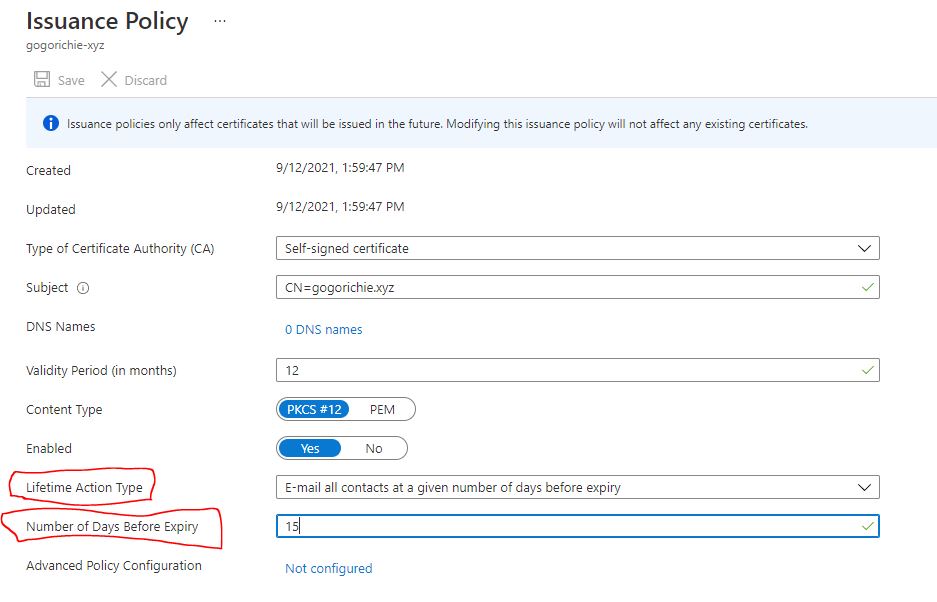 Issuance Policy ...
gogorichie-xyz
Save Discard
Issuance policies only affect certificates that will be issued in the future. Modifying this issuance policy will not affect any existing certificates.
Created 9/12/2021, 1:59:47 PM
Updated 9/12/2021, 1:59:47 PM
Type of Certificate Authority (CA) Self-signed certificate
Subject CN=gogorichie.xyz
DNS Names 0 DNS names
Validity Period (in months) 12
Content Type PKCS #12 PEM
Enabled Yes No
Lifetime Action Type E-mail all contacts at a given number of days before expiry
Number of Days Before Expiry 15
Advanced Policy Configuration Not configured